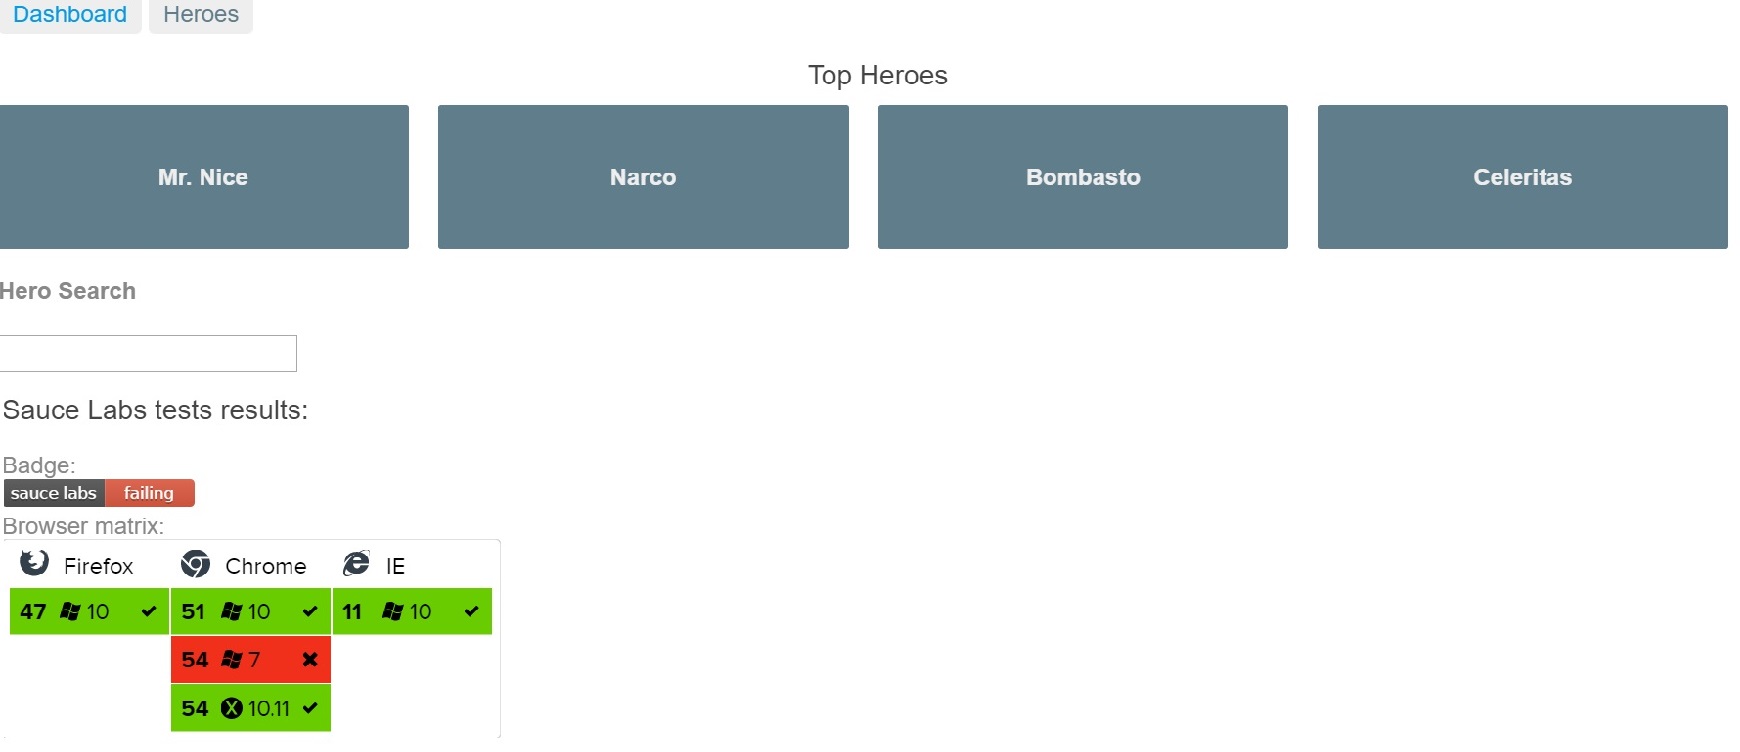 Dashboard Heroes
Top Heroes
Mr. Nice Narco Bombasto Celeritas
Hero Search
Sauce Labs tests results:
Badge:
sauce labs failing
Browser matrix:
Firefox Chrome IE
47 10 51 10 11 10
54 7
54 X 10.11